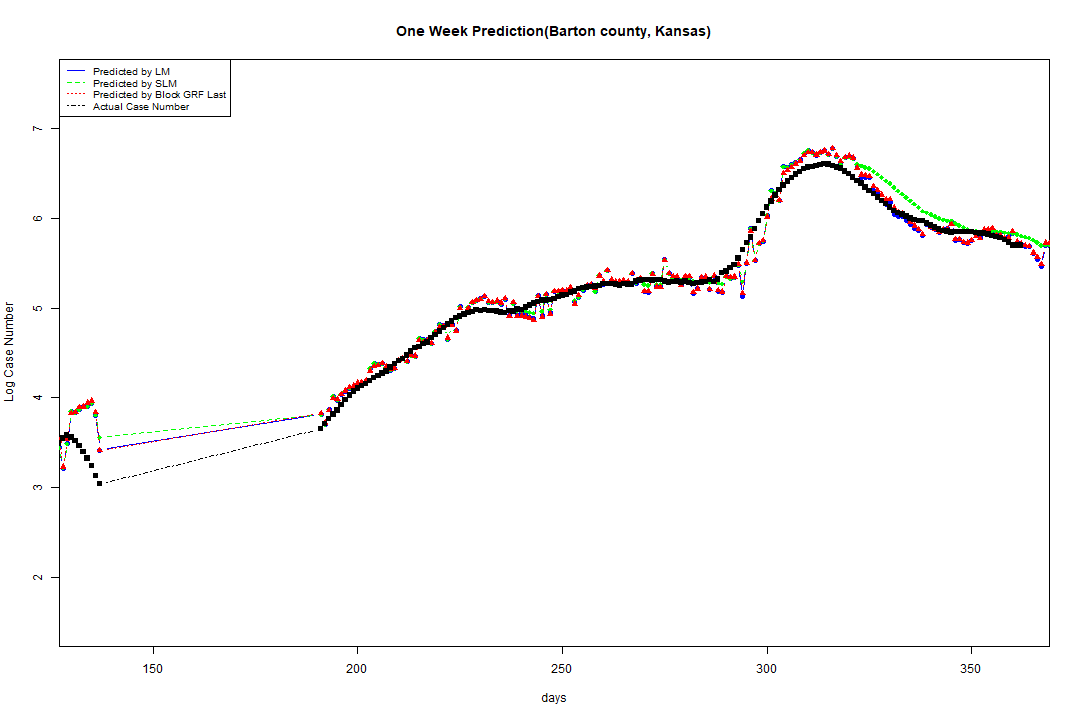 One Week Prediction(Barton county, Kansas)
Predicted by LM
Predicted by SLM
Predicted by Block GRF Last
Actual Case Number
Log Case Number
7
6
5
4
3
2
150 200 250 300 350
days